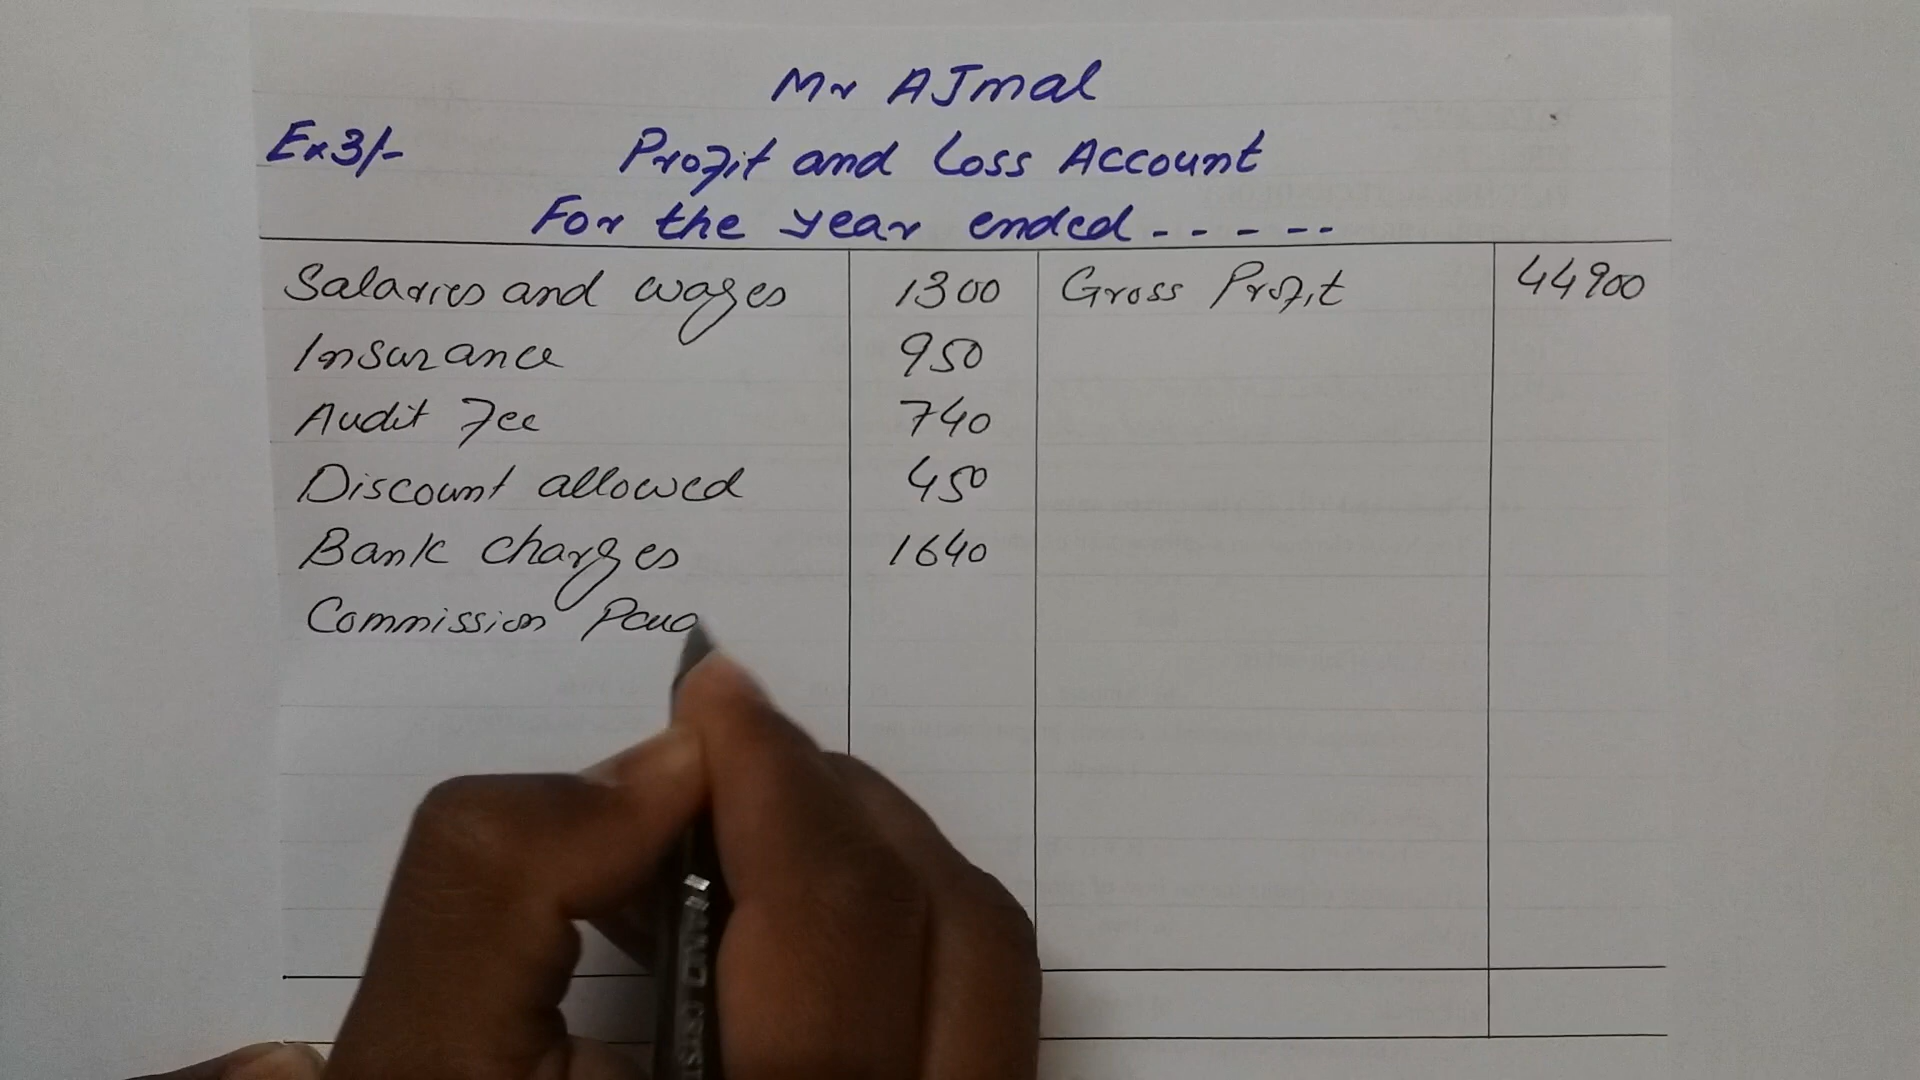 Mr AJmal
Ex3/- Profit and Loss Account
For the year ended - - - - -
Salaries and wages 1300 Gross Profit 44900
Insurance 950
Audit Fee 740
Discount allowed 450
Bank charges 1640
Commission